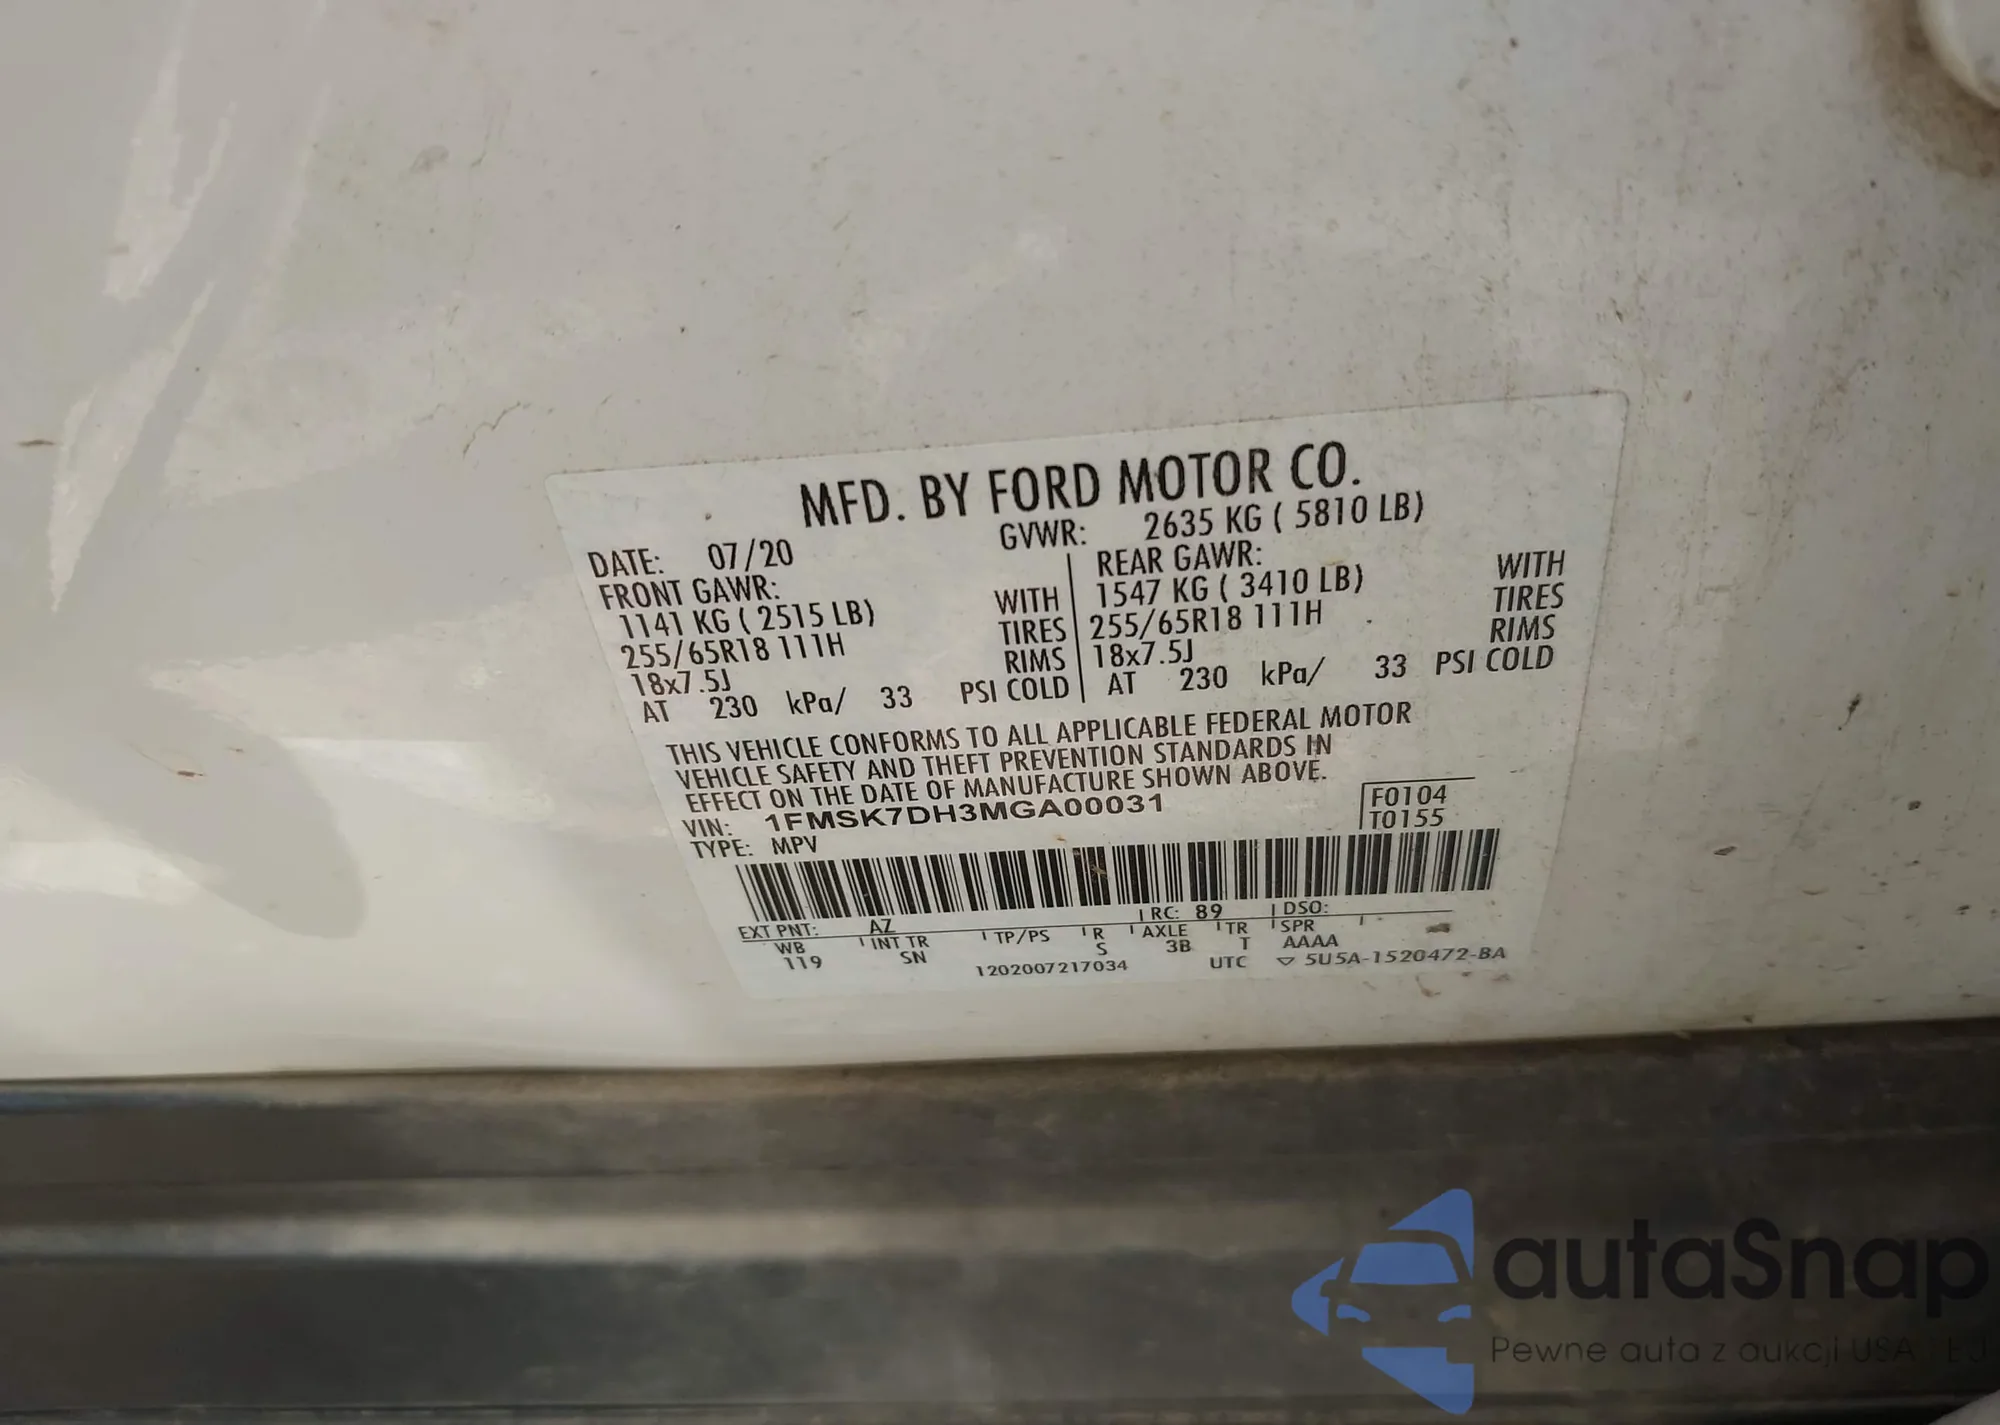 MFD. BY FORD MOTOR CO.
DATE: 07/20 GVWR: 2635 KG ( 5810 LB)
FRONT GAWR: REAR GAWR:
1141 KG ( 2515 LB) WITH 1547 KG ( 3410 LB) WITH
255/65R18 111H TIRES 255/65R18 111H TIRES
18x7.5J RIMS 18x7.5J RIMS
AT 230 kPa/ 33 PSI COLD AT 230 kPa/ 33 PSI COLD
THIS VEHICLE CONFORMS TO ALL APPLICABLE FEDERAL MOTOR
VEHICLE SAFETY AND THEFT PREVENTION STANDARDS IN
EFFECT ON THE DATE OF MANUFACTURE SHOWN ABOVE.
VIN: 1FMSK7DH3MGA00031 F0104
TYPE: MPV T0155
EXT PNT: AZ RC: 89 DSO:
WB INT TR TP/PS R AXLE TR SPR
119 SN S 3B T AAAA
1202007217034 UTC ▽ 5U5A-1520472-BA
autaSnap
Pewne auta z aukcji USA i EU